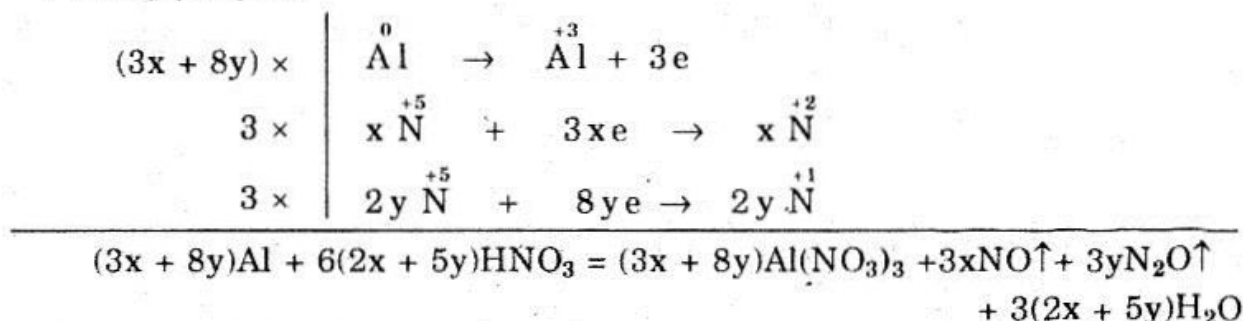 (3x + 8y) × | Al⁰ → Al⁺³ + 3e
3 × | x N⁺⁵ + 3xe → x N⁺²
3 × | 2y N⁺⁵ + 8ye → 2y N⁺¹
(3x + 8y)Al + 6(2x + 5y)HNO₃ = (3x + 8y)Al(NO₃)₃ +3xNO↑+ 3yN₂O↑
+ 3(2x + 5y)H₂O